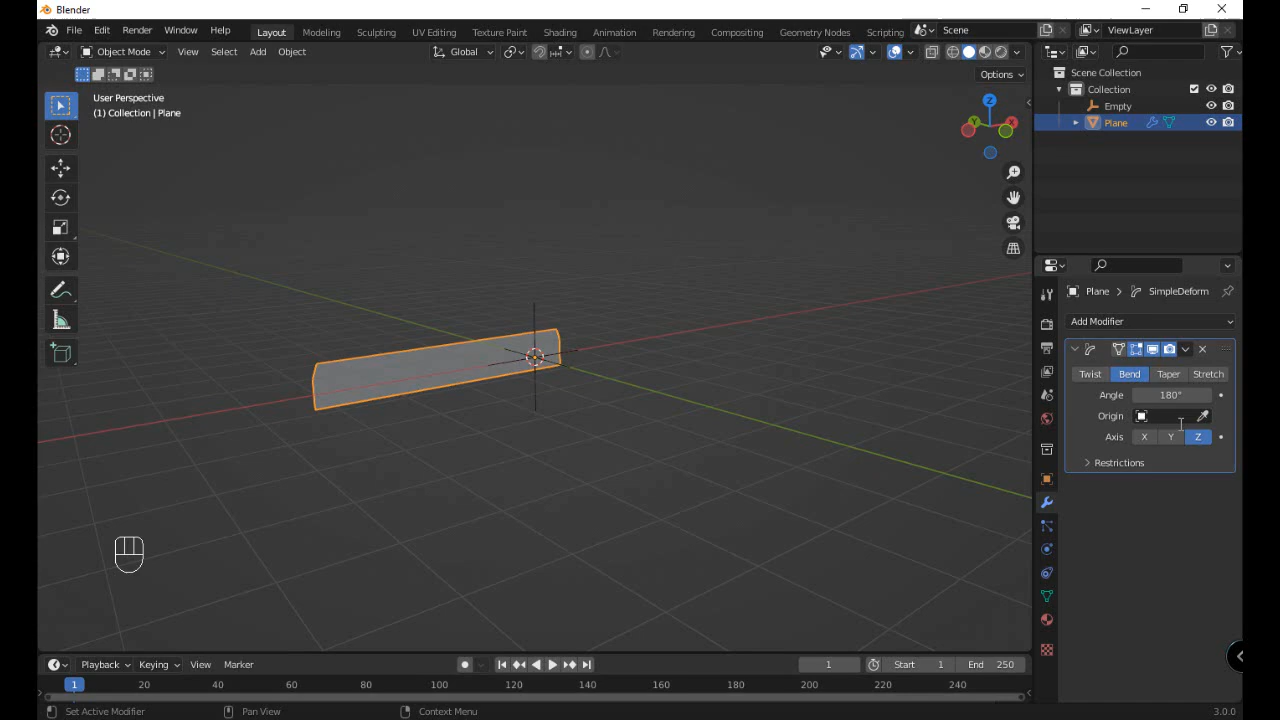 Blender
File Edit Render Window Help Layout Modeling Sculpting UV Editing Texture Paint Shading Animation Rendering Compositing Geometry Nodes Scripting Scene ViewLayer
Object Mode View Select Add Object Global
Options
User Perspective
(1) Collection | Plane
Z
Y
X
Scene Collection
Collection
Empty
Plane
Plane > SimpleDeform
Add Modifier
Twist Bend Taper Stretch
Angle 180°
Origin
Axis X Y Z
Restrictions
Playback Keying View Marker 1 Start 1 End 250
1 20 40 60 80 100 120 140 160 180 200 220 240
Set Active Modifier Pan View Context Menu 3.0.0